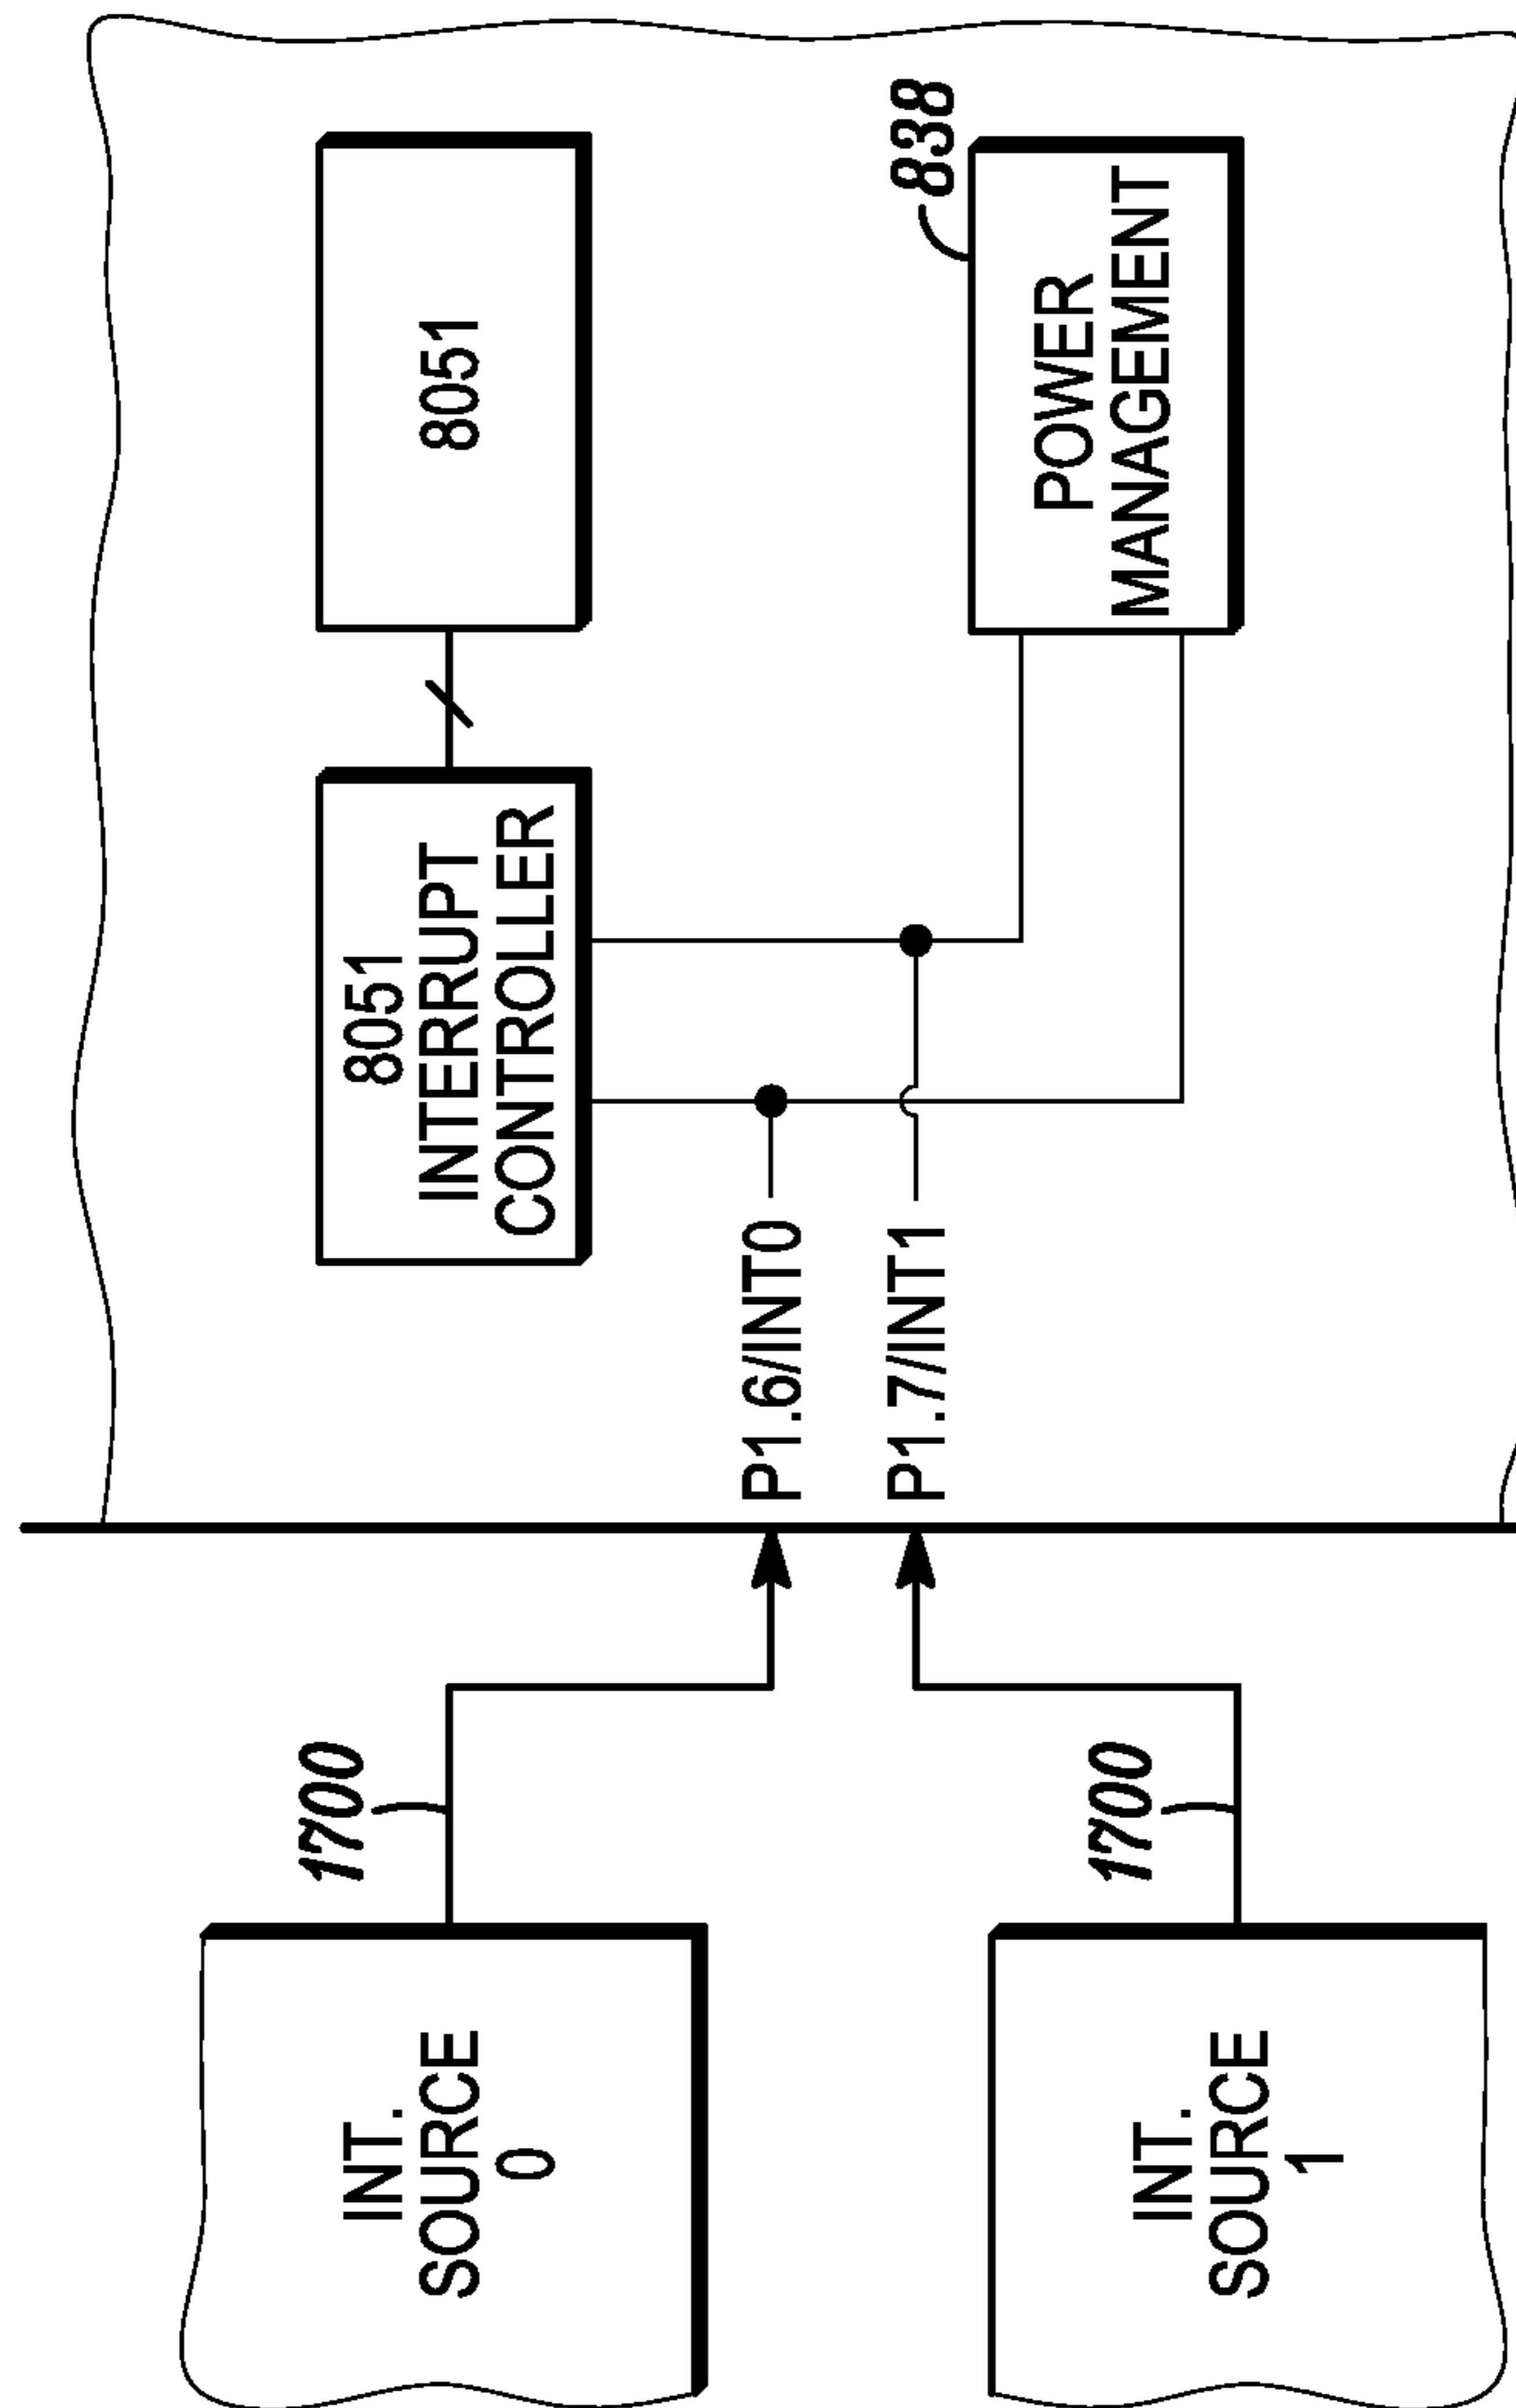 INT.
SOURCE
0
1700
INT.
SOURCE
1
1700
P1.6/INT0
P1.7/INT1
8051
INTERRUPT
CONTROLLER
8051
838
POWER
MANAGEMENT